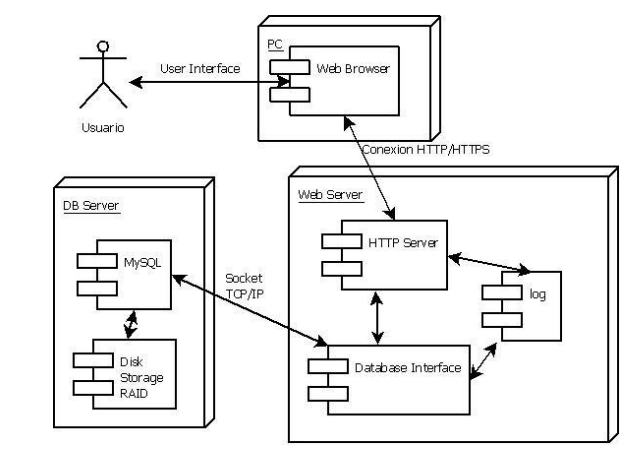 PC
User Interface
Web Browser
Usuario
Conexion HTTP/HTTPS
DB Server
Web Server
MySQL
HTTP Server
Socket
TCP/IP
log
Disk
Storage
RAID
Database Interface